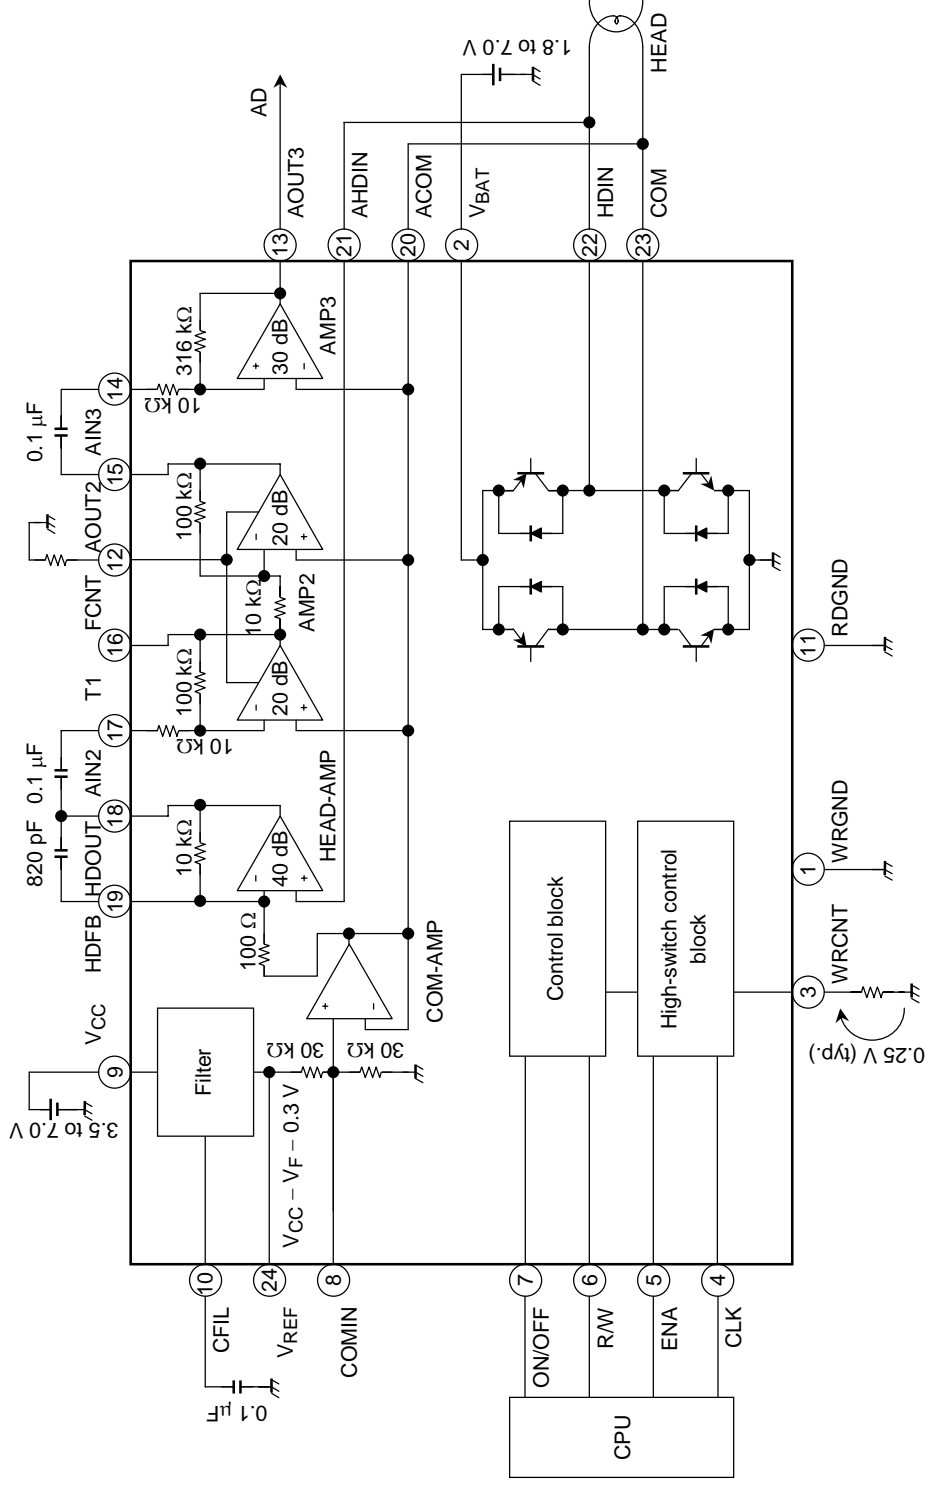 3.5 to 7.0 V
9
VCC
HDFB
19
820 pF
HDOUT
18
0.1 μF
AIN2
17
T1
16
FCNT
12
AOUT2
15
0.1 μF
AIN3
14
Filter
100 Ω
10 kΩ
10 kΩ
100 kΩ
10 kΩ
100 kΩ
10 kΩ
316 kΩ
-
40 dB
+
-
20 dB
+
-
20 dB
+
+
30 dB
-
HEAD-AMP
AMP2
AMP3
VCC − VF − 0.3 V
30 kΩ
30 kΩ
+
-
COM-AMP
0.1 μF
10
CFIL
24
VREF
8
COMIN
13
AOUT3
AD
21
AHDIN
20
ACOM
2
VBAT
1.8 to 7.0 V
22
HDIN
23
COM
HEAD
CPU
7
ON/OFF
6
R/W
5
ENA
4
CLK
Control block
High-switch control
block
3
WRCNT
0.25 V (typ.)
1
WRGND
11
RDGND